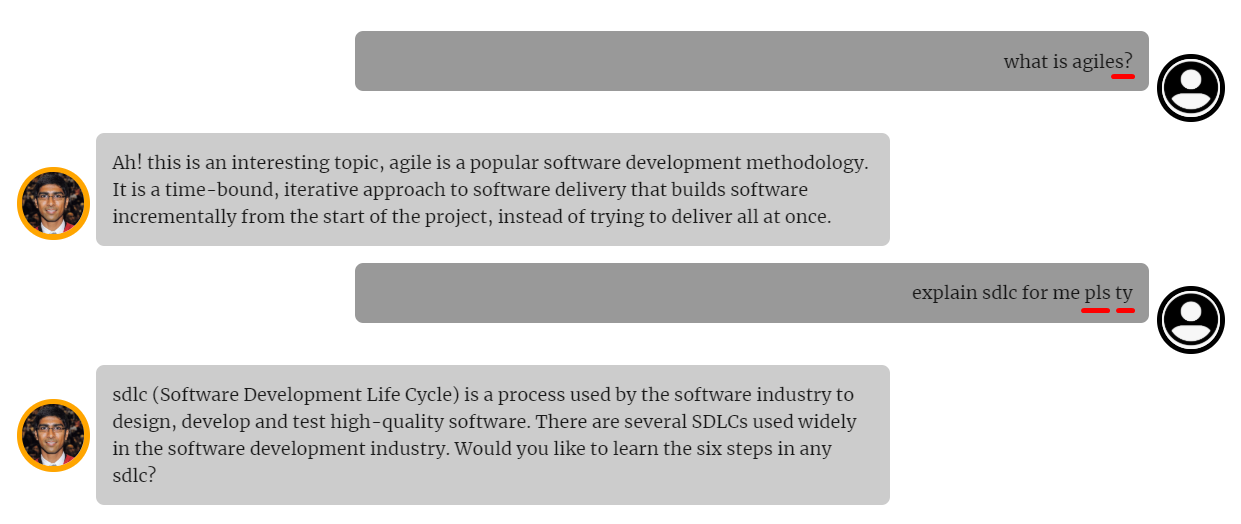 what is agiles?
Ah! this is an interesting topic, agile is a popular software development methodology.
It is a time-bound, iterative approach to software delivery that builds software
incrementally from the start of the project, instead of trying to deliver all at once.
explain sdlc for me pls ty
sdlc (Software Development Life Cycle) is a process used by the software industry to
design, develop and test high-quality software. There are several SDLCs used widely
in the software development industry. Would you like to learn the six steps in any
sdlc?